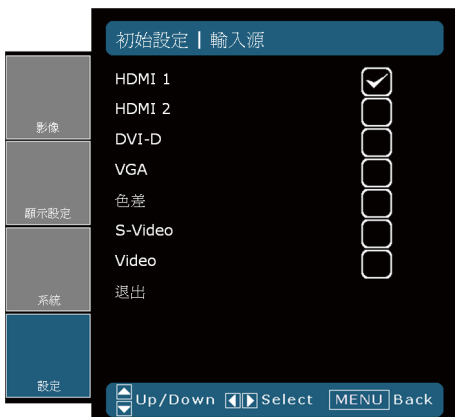 初始設定 | 輸入源
HDMI 1
HDMI 2
DVI-D
VGA
色差
S-Video
Video
退出
影像
顯示設定
系統
設定
Up/Down Select MENU Back